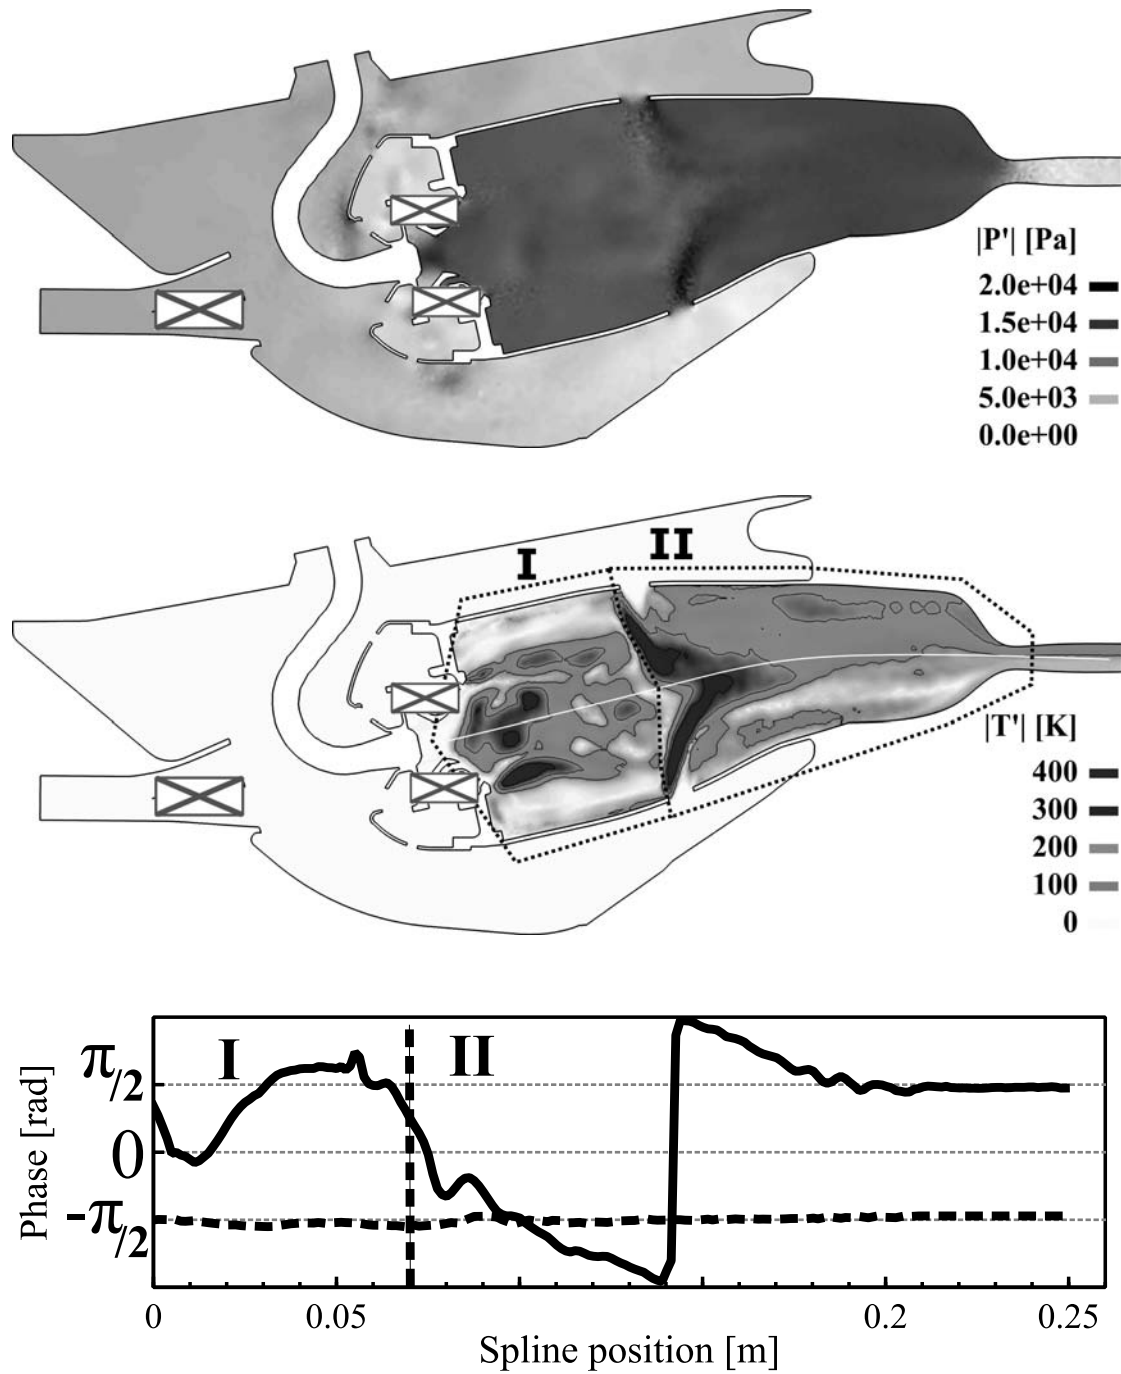 |P'| [Pa]
2.0e+04
1.5e+04
1.0e+04
5.0e+03
0.0e+00
I
II
|T'| [K]
400
300
200
100
0
I
II
π/2
0
-π/2
Phase [rad]
0
0.05
0.2
0.25
Spline position [m]